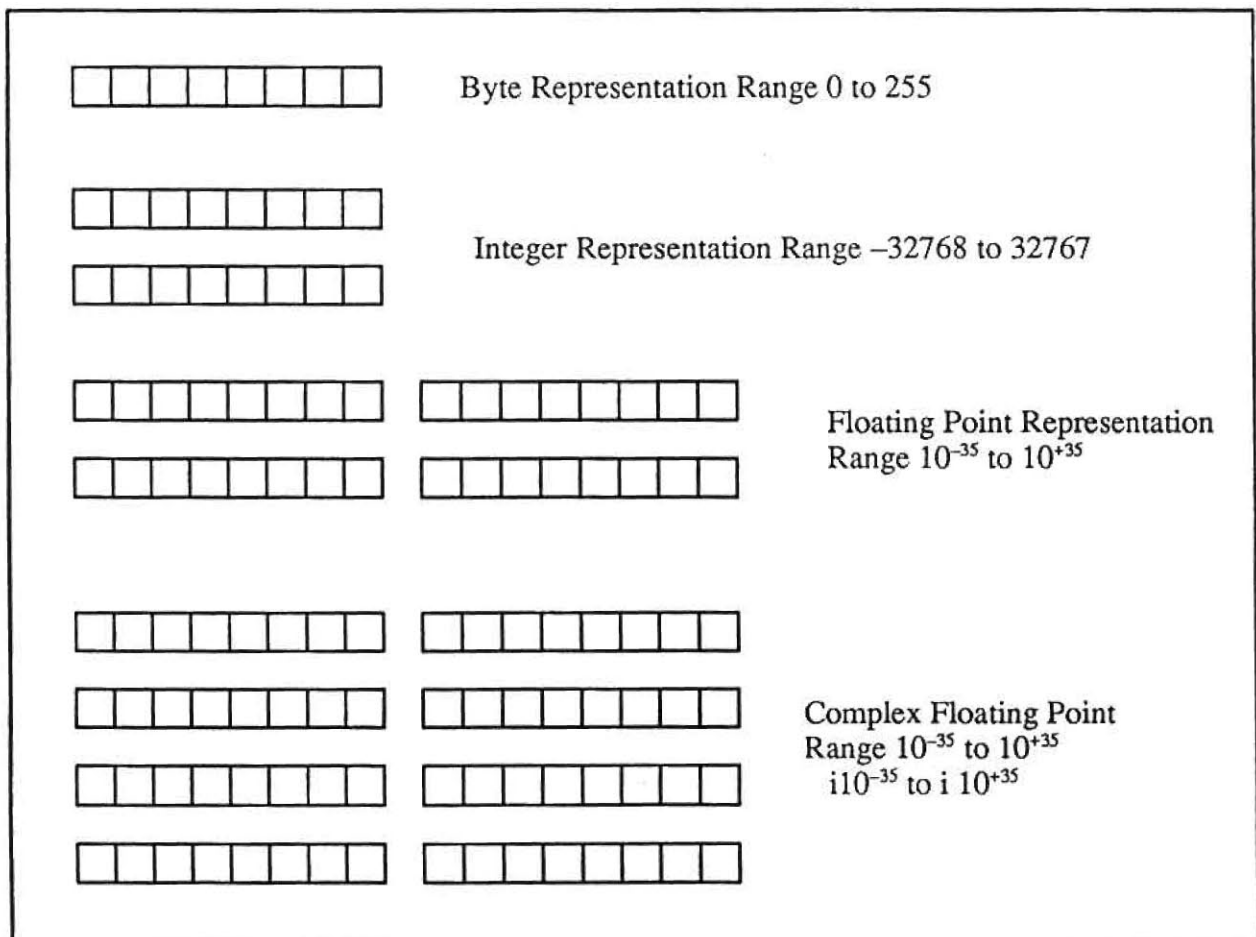 Byte Representation Range 0 to 255
Integer Representation Range –32768 to 32767
Floating Point Representation
Range 10⁻³⁵ to 10⁺³⁵
Complex Floating Point
Range 10⁻³⁵ to 10⁺³⁵
i10⁻³⁵ to i 10⁺³⁵